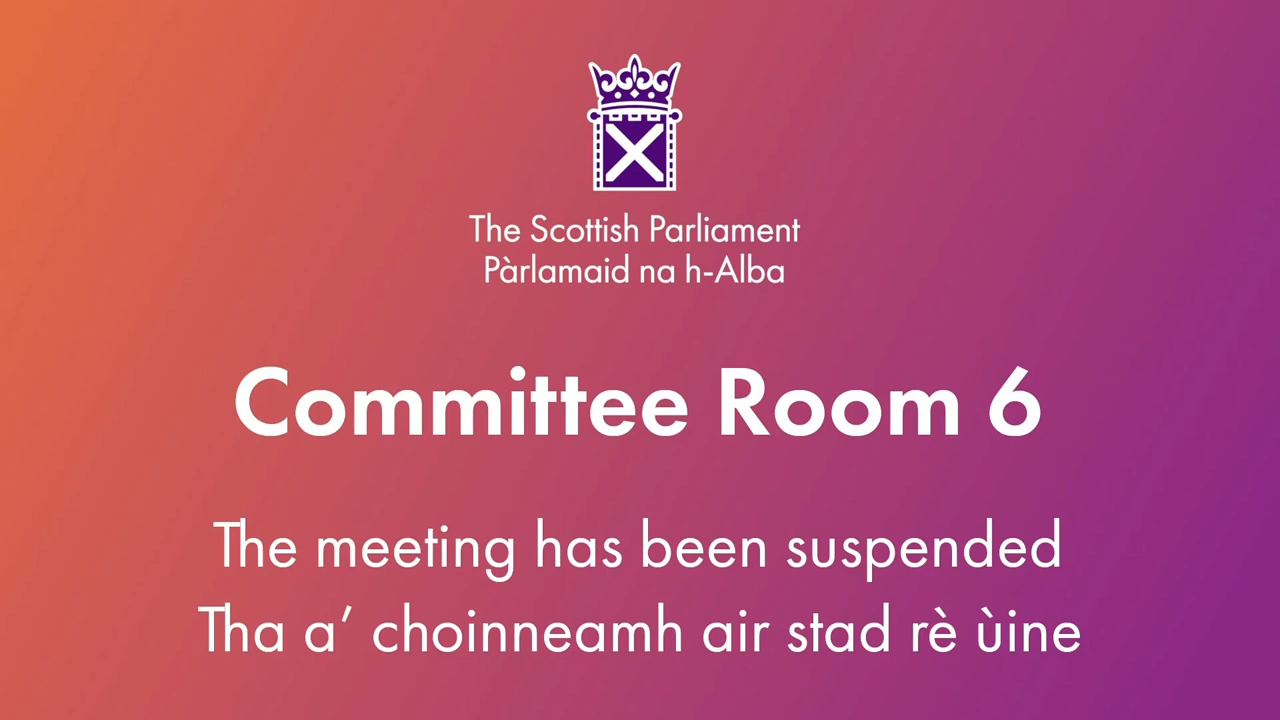 The Scottish Parliament
Pàrlamaid na h-Alba
Committee Room 6
The meeting has been suspended
Tha a’ choinneamh air stad rè ùine